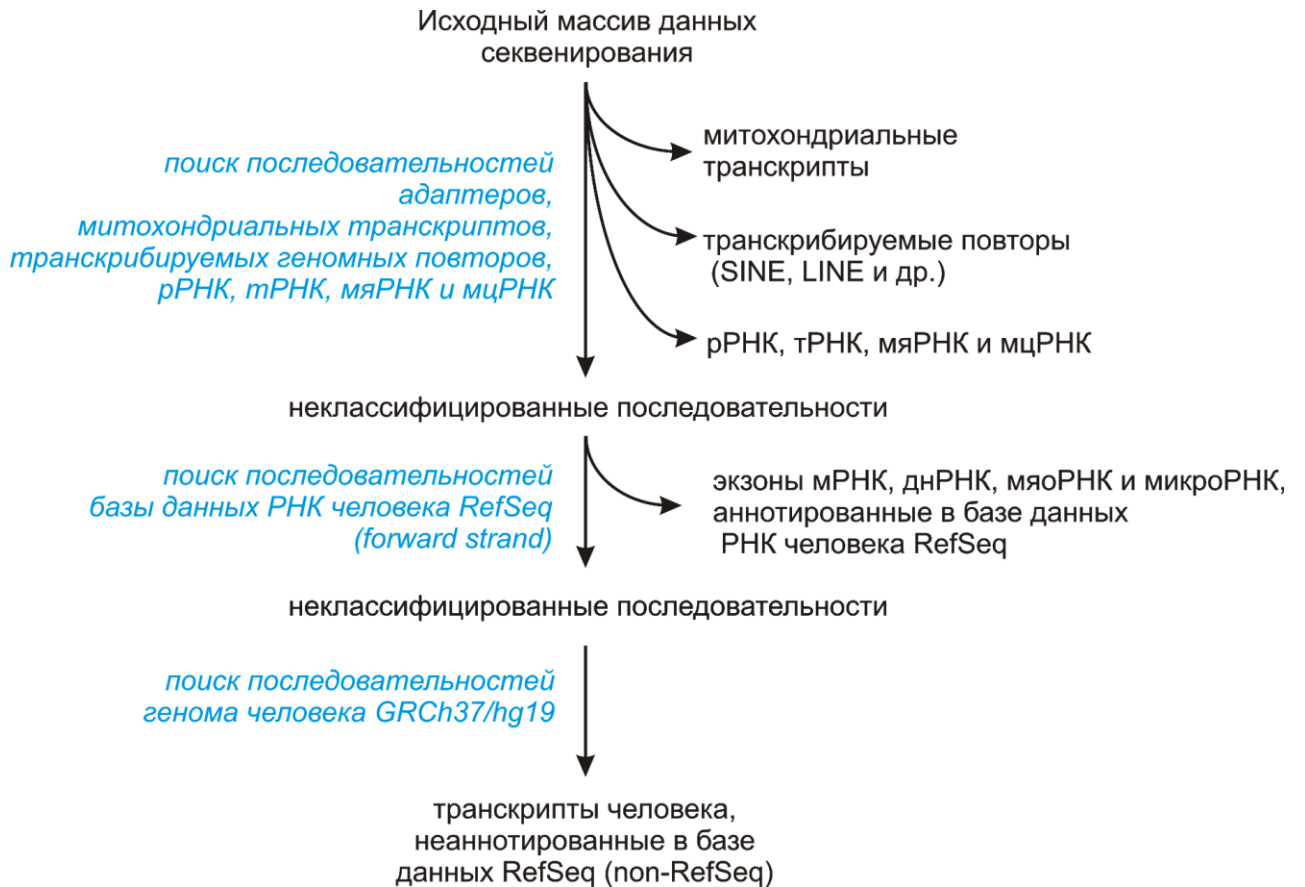 Исходный массив данных
секвенирования
митохондриальные
транскрипты
поиск последовательностей
адаптеров,
митохондриальных транскриптов,
транскрибируемых геномных повторов,
рРНК, тРНК, мяРНК и мцРНК
транскрибируемые повторы
(SINE, LINE и др.)
рРНК, тРНК, мяРНК и мцРНК
неклассифицированные последовательности
поиск последовательностей
базы данных РНК человека RefSeq
(forward strand)
экзоны мРНК, днРНК, мяоРНК и микроРНК,
аннотированные в базе данных
РНК человека RefSeq
неклассифицированные последовательности
поиск последовательностей
генома человека GRCh37/hg19
транскрипты человека,
неаннотированные в базе
данных RefSeq (non-RefSeq)